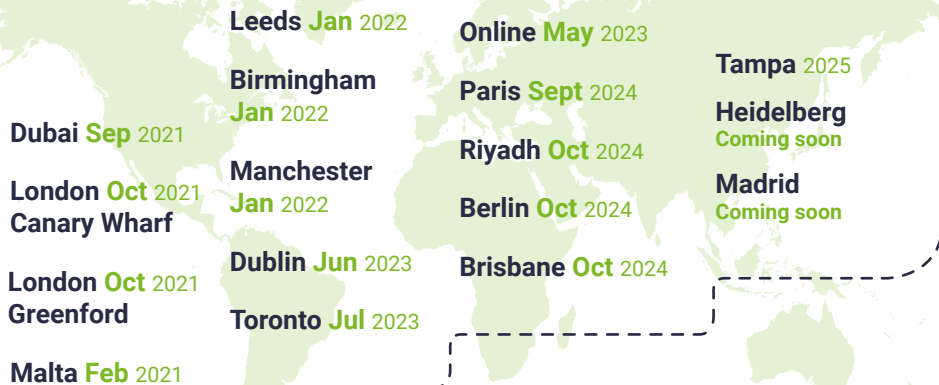 Dubai Sep 2021
London Oct 2021
Canary Wharf
London Oct 2021
Greenford
Malta Feb 2021
Leeds Jan 2022
Birmingham
Jan 2022
Manchester
Jan 2022
Dublin Jun 2023
Toronto Jul 2023
Online May 2023
Paris Sept 2024
Riyadh Oct 2024
Berlin Oct 2024
Brisbane Oct 2024
Tampa 2025
Heidelberg
Coming soon
Madrid
Coming soon